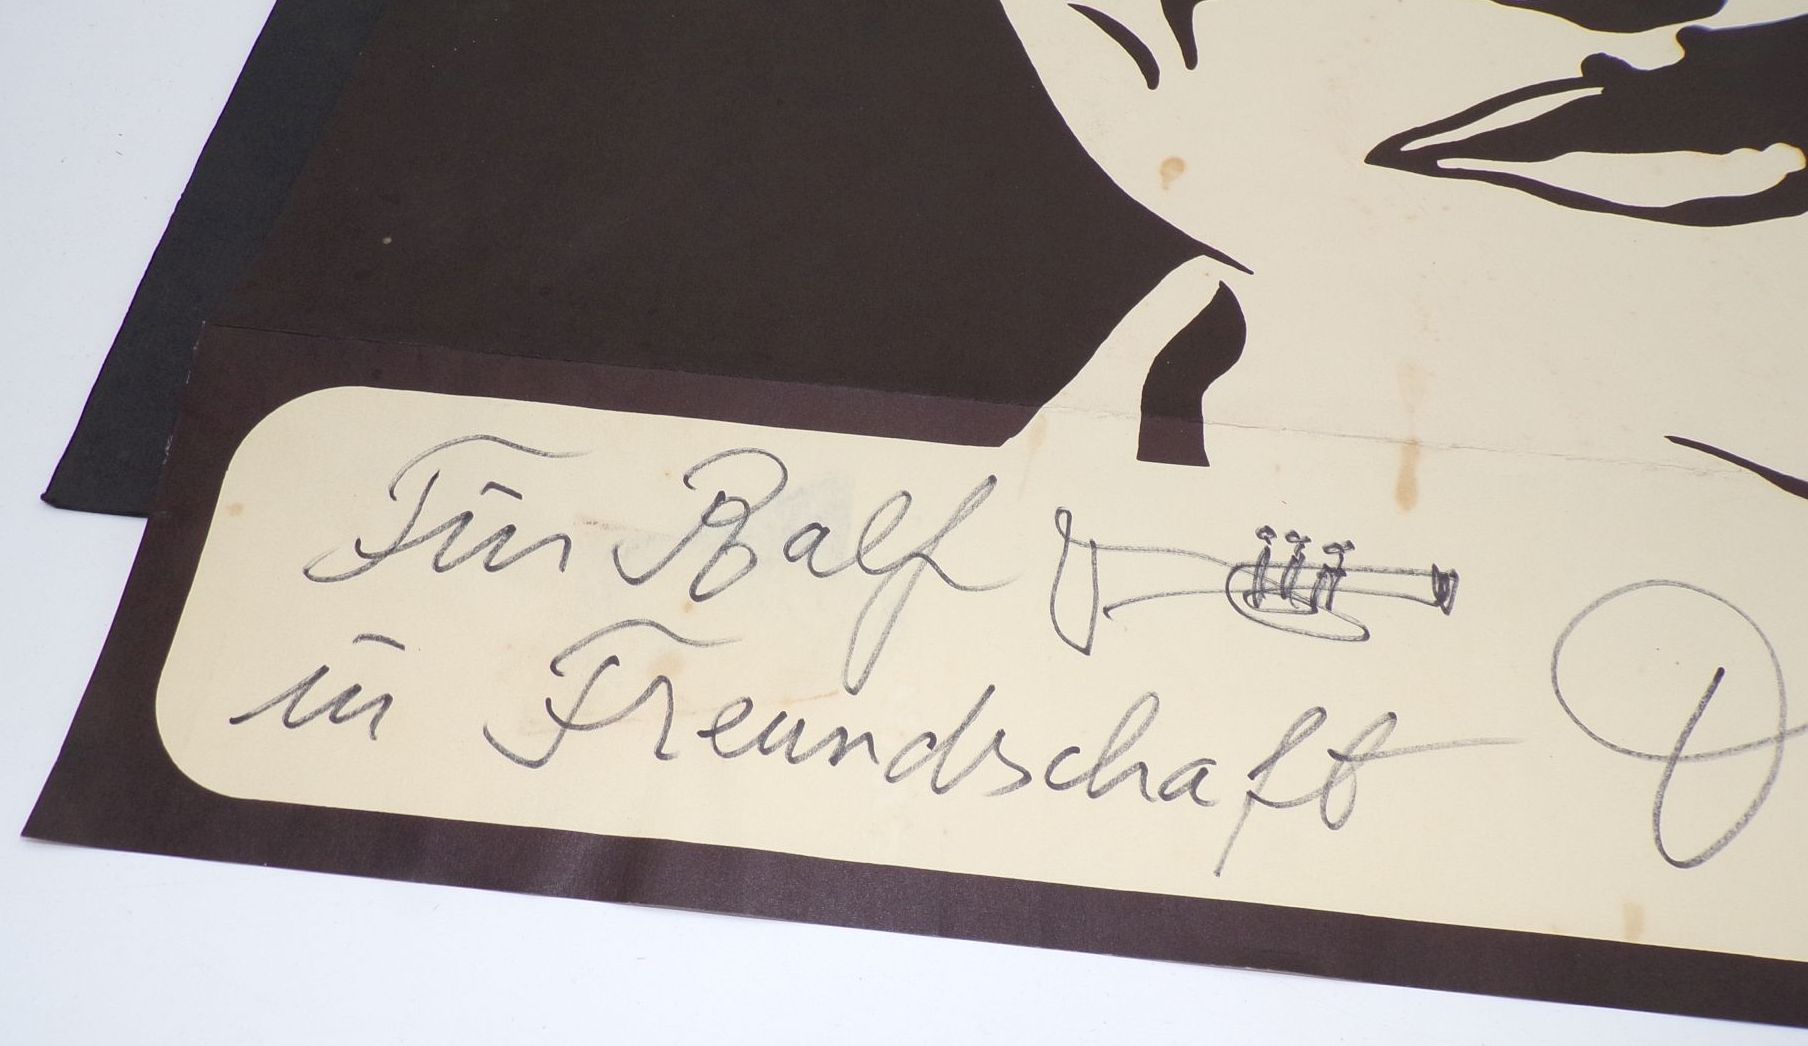 Für Ralf
in Freundschaft